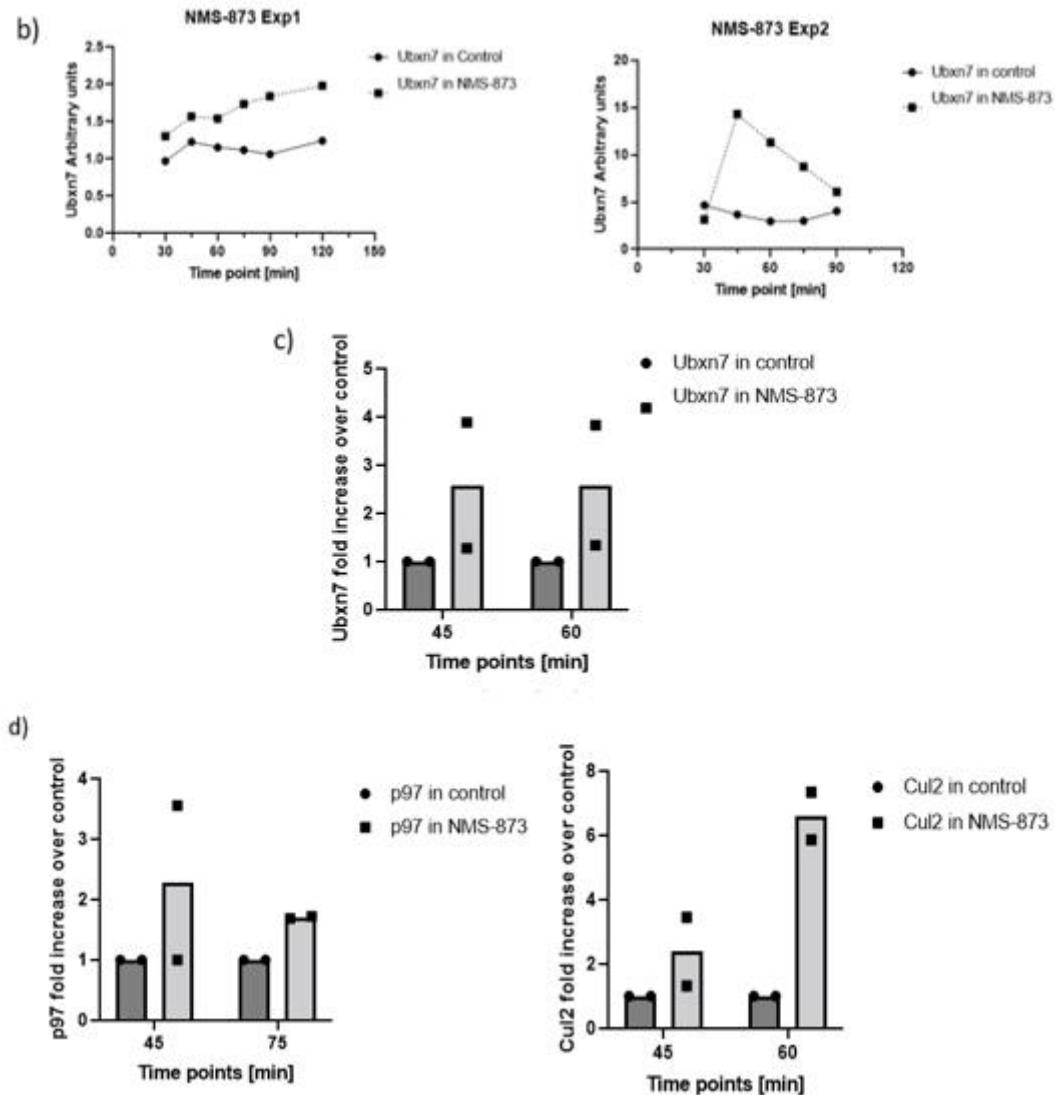 b)
NMS-873 Exp1
Ubxn7 Arbitrary units
2.5
2.0
1.5
1.0
0.5
0.0
0
30
60
90
120
150
Time point [min]
Ubxn7 in Control
Ubxn7 in NMS-873
NMS-873 Exp2
Ubxn7 Arbitrary units
20
15
10
5
0
0
30
60
90
120
Time point [min]
Ubxn7 in control
Ubxn7 in NMS-873
c)
Ubxn7 fold increase over control
5
4
3
2
1
0
45
60
Time points [min]
Ubxn7 in control
Ubxn7 in NMS-873
d)
p97 fold increase over control
4
3
2
1
0
45
75
Time points [min]
p97 in control
p97 in NMS-873
Cul2 fold increase over control
8
6
4
2
0
45
60
Time points [min]
Cul2 in control
Cul2 in NMS-873